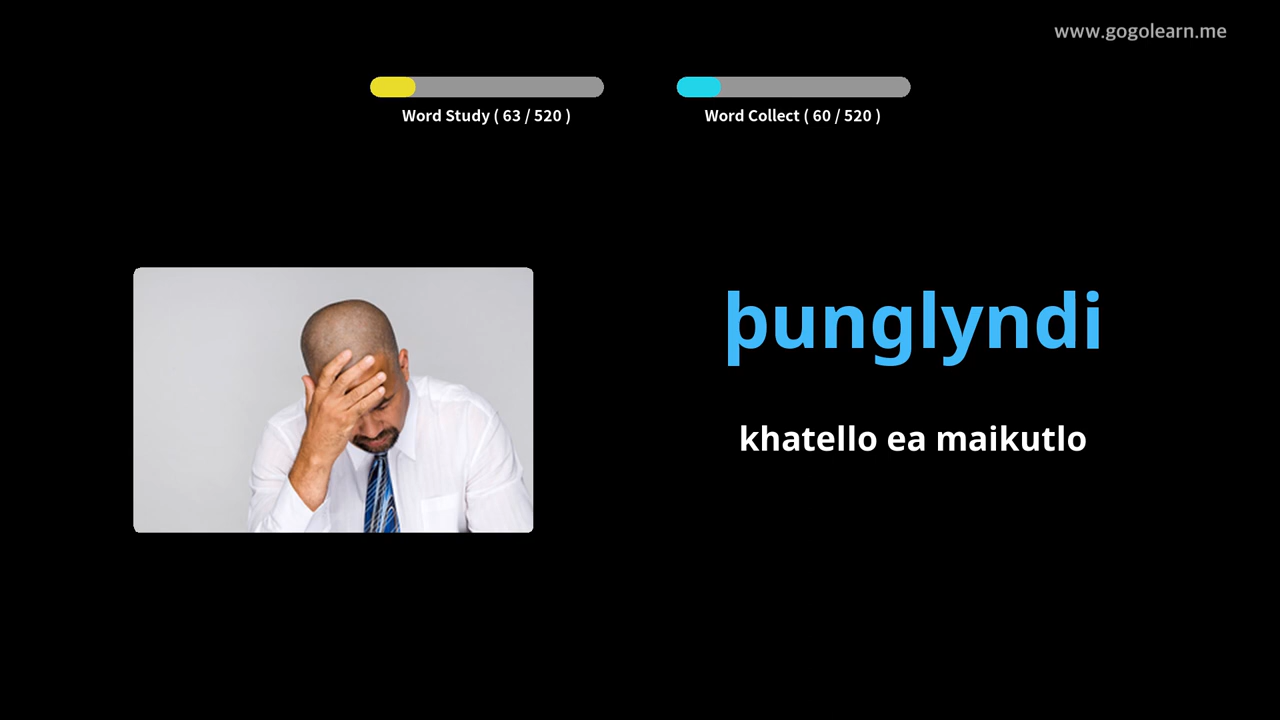 www.gogolearn.me
Word Study ( 63 / 520 )
Word Collect ( 60 / 520 )
þunglyndi
khatello ea maikutlo